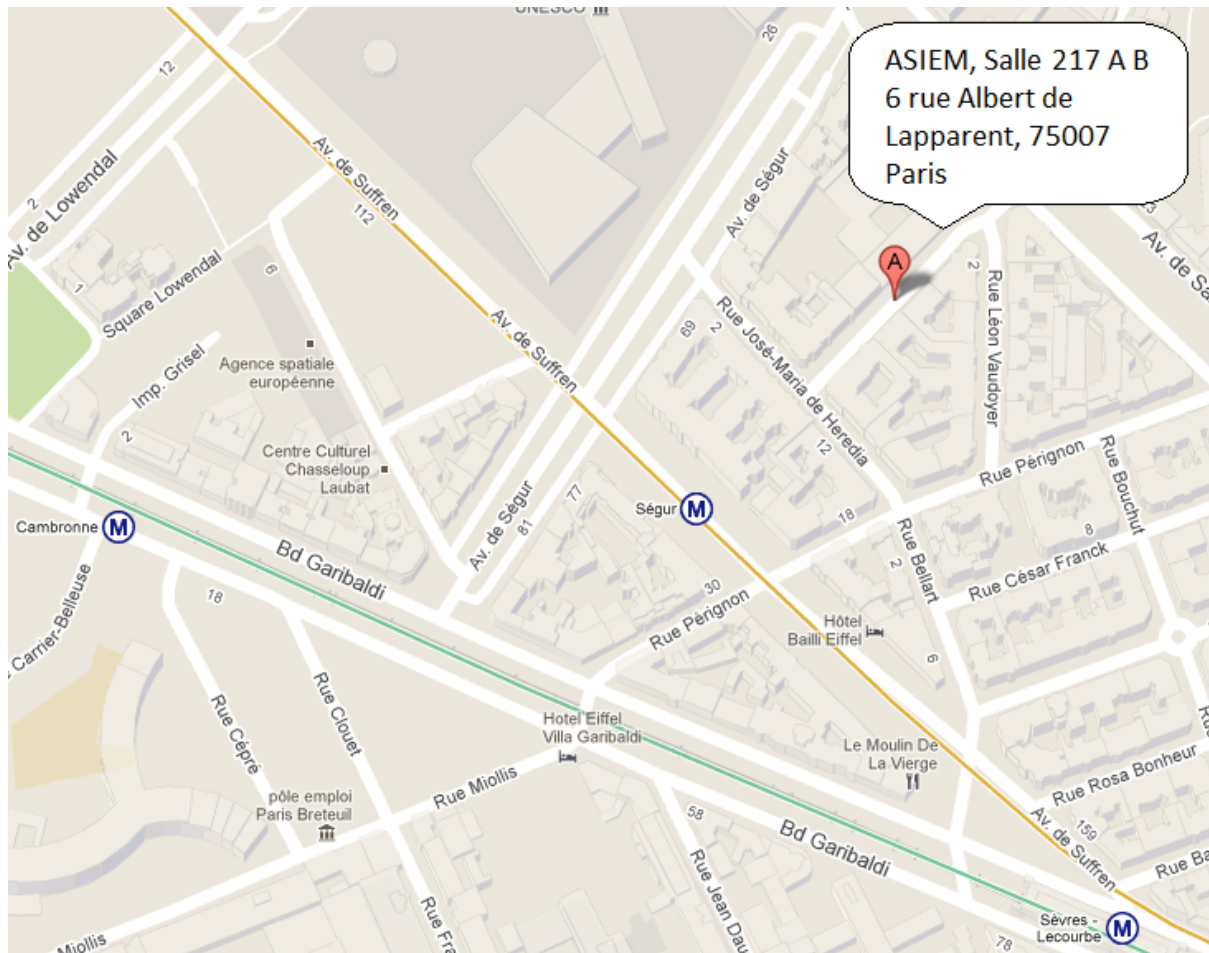 UNESCO
26
ASIEM, Salle 217 A B
6 rue Albert de
Lapparent, 75007
Paris
12
Av. de Suffren
Av. de Lowendal
2
112
Av. de Ségur
23
Av. de Sa
A
6
1
Square Lowendal
2
Rue Léon Vaudoyer
Av. de Suffren
69
2
Rue José-Maria de Heredia
Imp. Grisel
Agence spatiale
européenne
2
12
Centre Culturel
Chasseloup
Laubat
Rue Pérignon
Rue Bouchut
77
81
Av. de Ségur
Ségur
M
18
Cambronne
M
Bd Garibaldi
Rue Bellart
2
8
Rue César Franck
30
Rue Pérignon
18
Carrier-Belleuse
Hôtel
Bailli Eiffel
6
Rue Cépré
Rue Clouet
Hotel Eiffel
Villa Garibaldi
Le Moulin De
La Vierge
Rue Rosa Bonheur
Rue Miollis
pôle emploi
Paris Breteuil
58
Bd Garibaldi
159
Av. de Suffren
Rue Ba
Rue Jean Dau
Rue Fra
Miollis
78
Sèvres -
Lecourbe
M